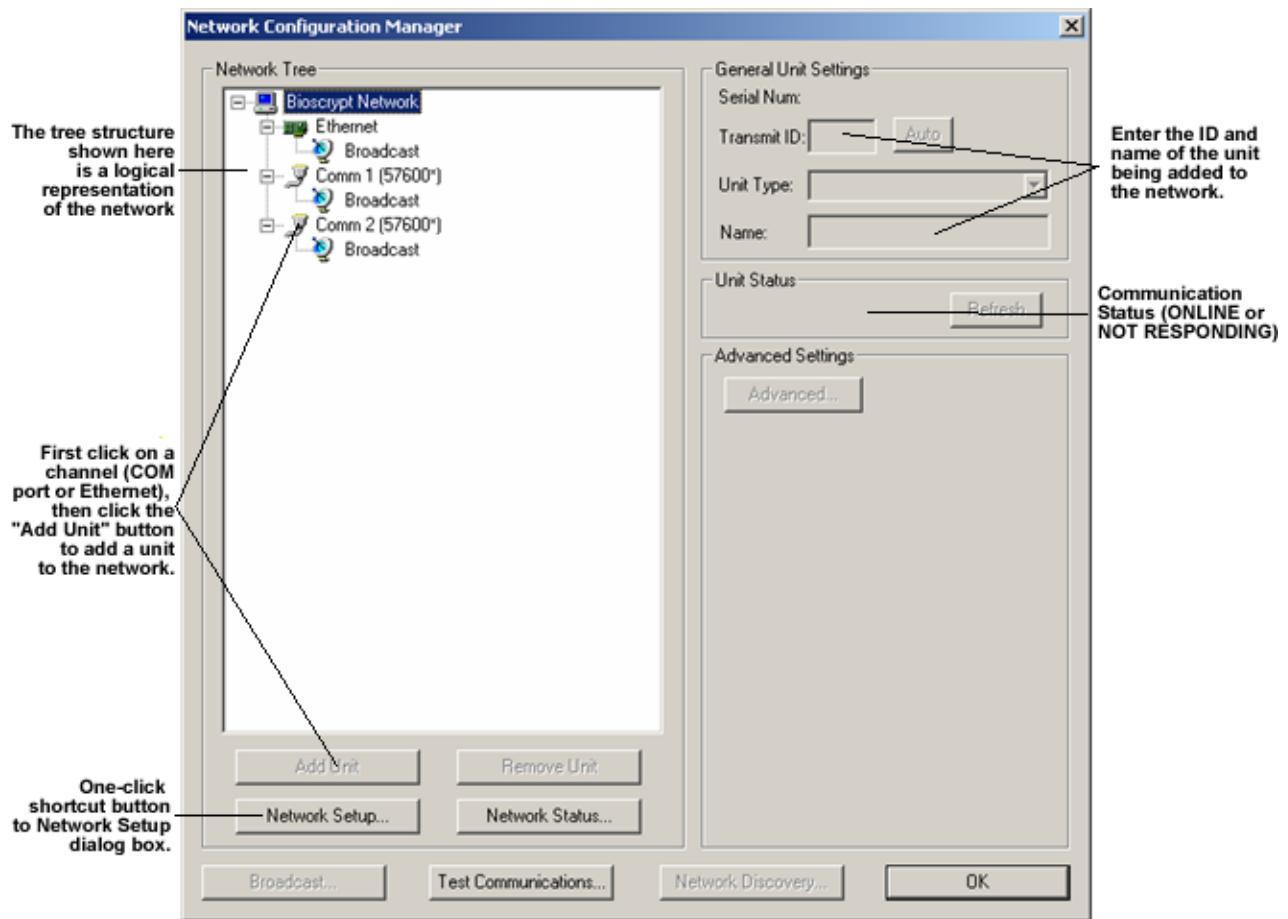 Network Configuration Manager
Network Tree
Bioscrypt Network
Ethernet
Broadcast
Comm 1 (57600*)
Broadcast
Comm 2 (57600*)
Broadcast
Add Unit
Remove Unit
Network Setup...
Network Status...
General Unit Settings
Serial Num:
Transmit ID:
Auto
Unit Type:
Name:
Unit Status
Refresh
Advanced Settings
Advanced...
Broadcast...
Test Communications...
Network Discovery...
OK
The tree structure
shown here
is a logical
representation
of the network
First click on a
channel (COM
port or Ethernet),
then click the
"Add Unit" button
to add a unit
to the network.
One-click
shortcut button
to Network Setup
dialog box.
Enter the ID and
name of the unit
being added to
the network.
Communication
Status (ONLINE or
NOT RESPONDING)